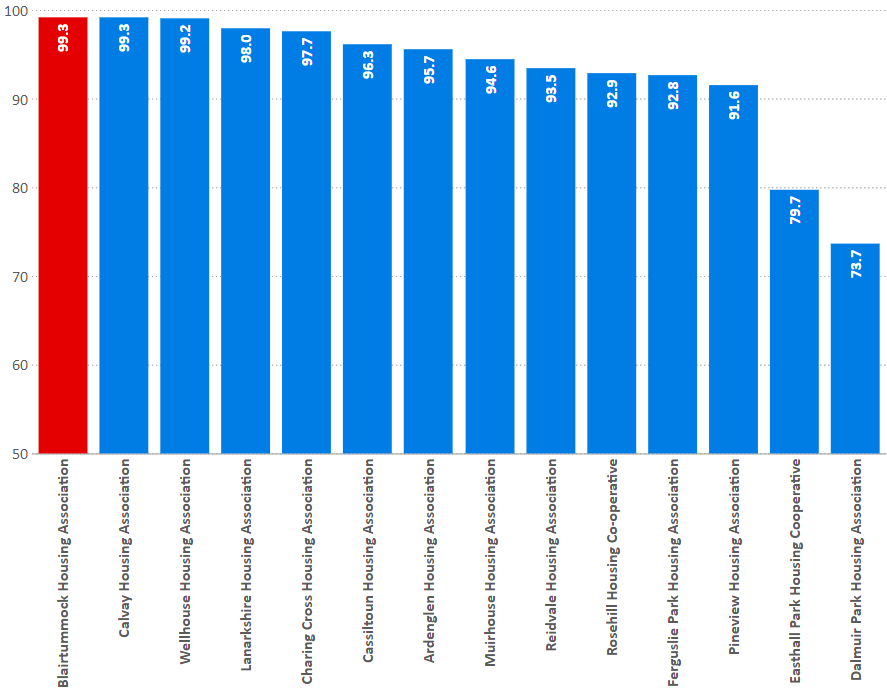 100
90
80
70
60
50
99.3
99.3
99.2
98.0
97.7
96.3
95.7
94.6
93.5
92.9
92.8
91.6
79.7
73.7
Blairtummock Housing Association
Calvay Housing Association
Wellhouse Housing Association
Lanarkshire Housing Association
Charing Cross Housing Association
Cassiltoun Housing Association
Ardenglen Housing Association
Muirhouse Housing Association
Reidvale Housing Association
Rosehill Housing Co-operative
Ferguslie Park Housing Association
Pineview Housing Association
Easthall Park Housing Cooperative
Dalmuir Park Housing Association